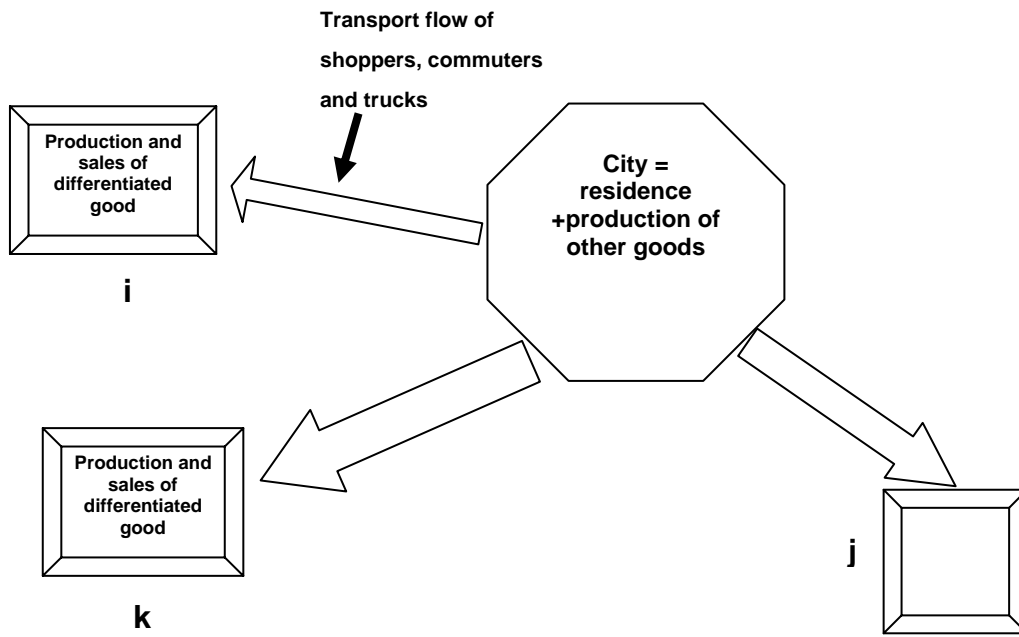 Transport flow of
shoppers, commuters
and trucks
Production and
sales of
differentiated
good
i
City =
residence
+production of
other goods
Production and
sales of
differentiated
good
k
j